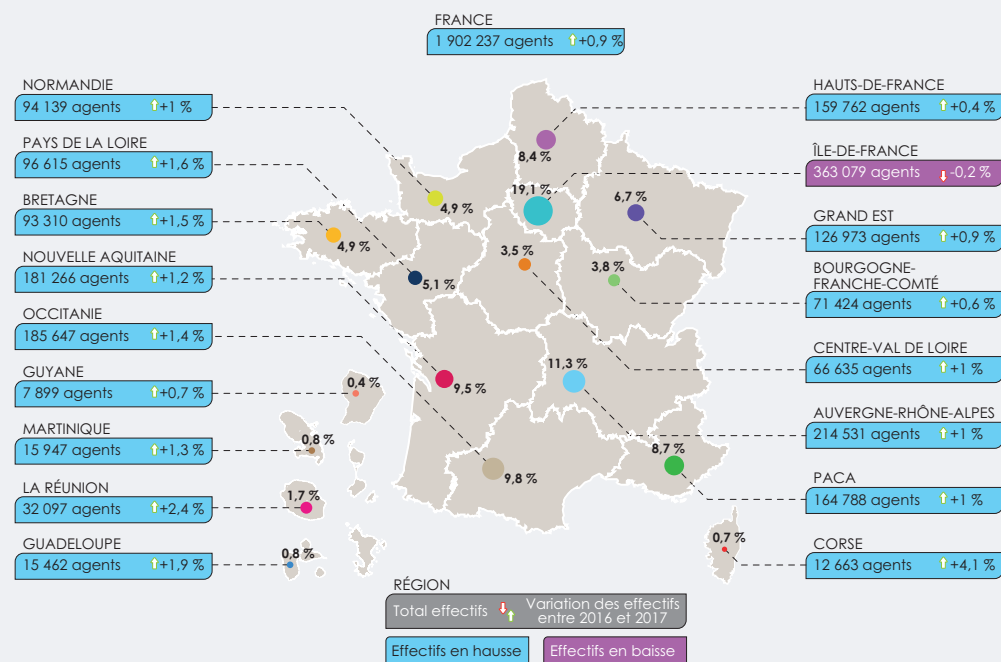 FRANCE
1 902 237 agents +0,9 %
NORMANDIE
94 139 agents +1 %
PAYS DE LA LOIRE
96 615 agents +1,6 %
BRETAGNE
93 310 agents +1,5 %
NOUVELLE AQUITAINE
181 266 agents +1,2 %
OCCITANIE
185 647 agents +1,4 %
GUYANE
7 899 agents +0,7 %
MARTINIQUE
15 947 agents +1,3 %
LA RÉUNION
32 097 agents +2,4 %
GUADELOUPE
15 462 agents +1,9 %
8,4 %
19,1 %
6,7 %
4,9 %
4,9 %
3,5 %
3,8 %
5,1 %
11,3 %
9,5 %
0,4 %
0,8 %
8,7 %
9,8 %
1,7 %
0,8 %
0,7 %
HAUTS-DE-FRANCE
159 762 agents +0,4 %
ÎLE-DE-FRANCE
363 079 agents -0,2 %
GRAND EST
126 973 agents +0,9 %
BOURGOGNE-
FRANCHE-COMTÉ
71 424 agents +0,6 %
CENTRE-VAL DE LOIRE
66 635 agents +1 %
AUVERGNE-RHÔNE-ALPES
214 531 agents +1 %
PACA
164 788 agents +1 %
CORSE
12 663 agents +4,1 %
RÉGION
Total effectifs Variation des effectifs
entre 2016 et 2017
Effectifs en hausse
Effectifs en baisse